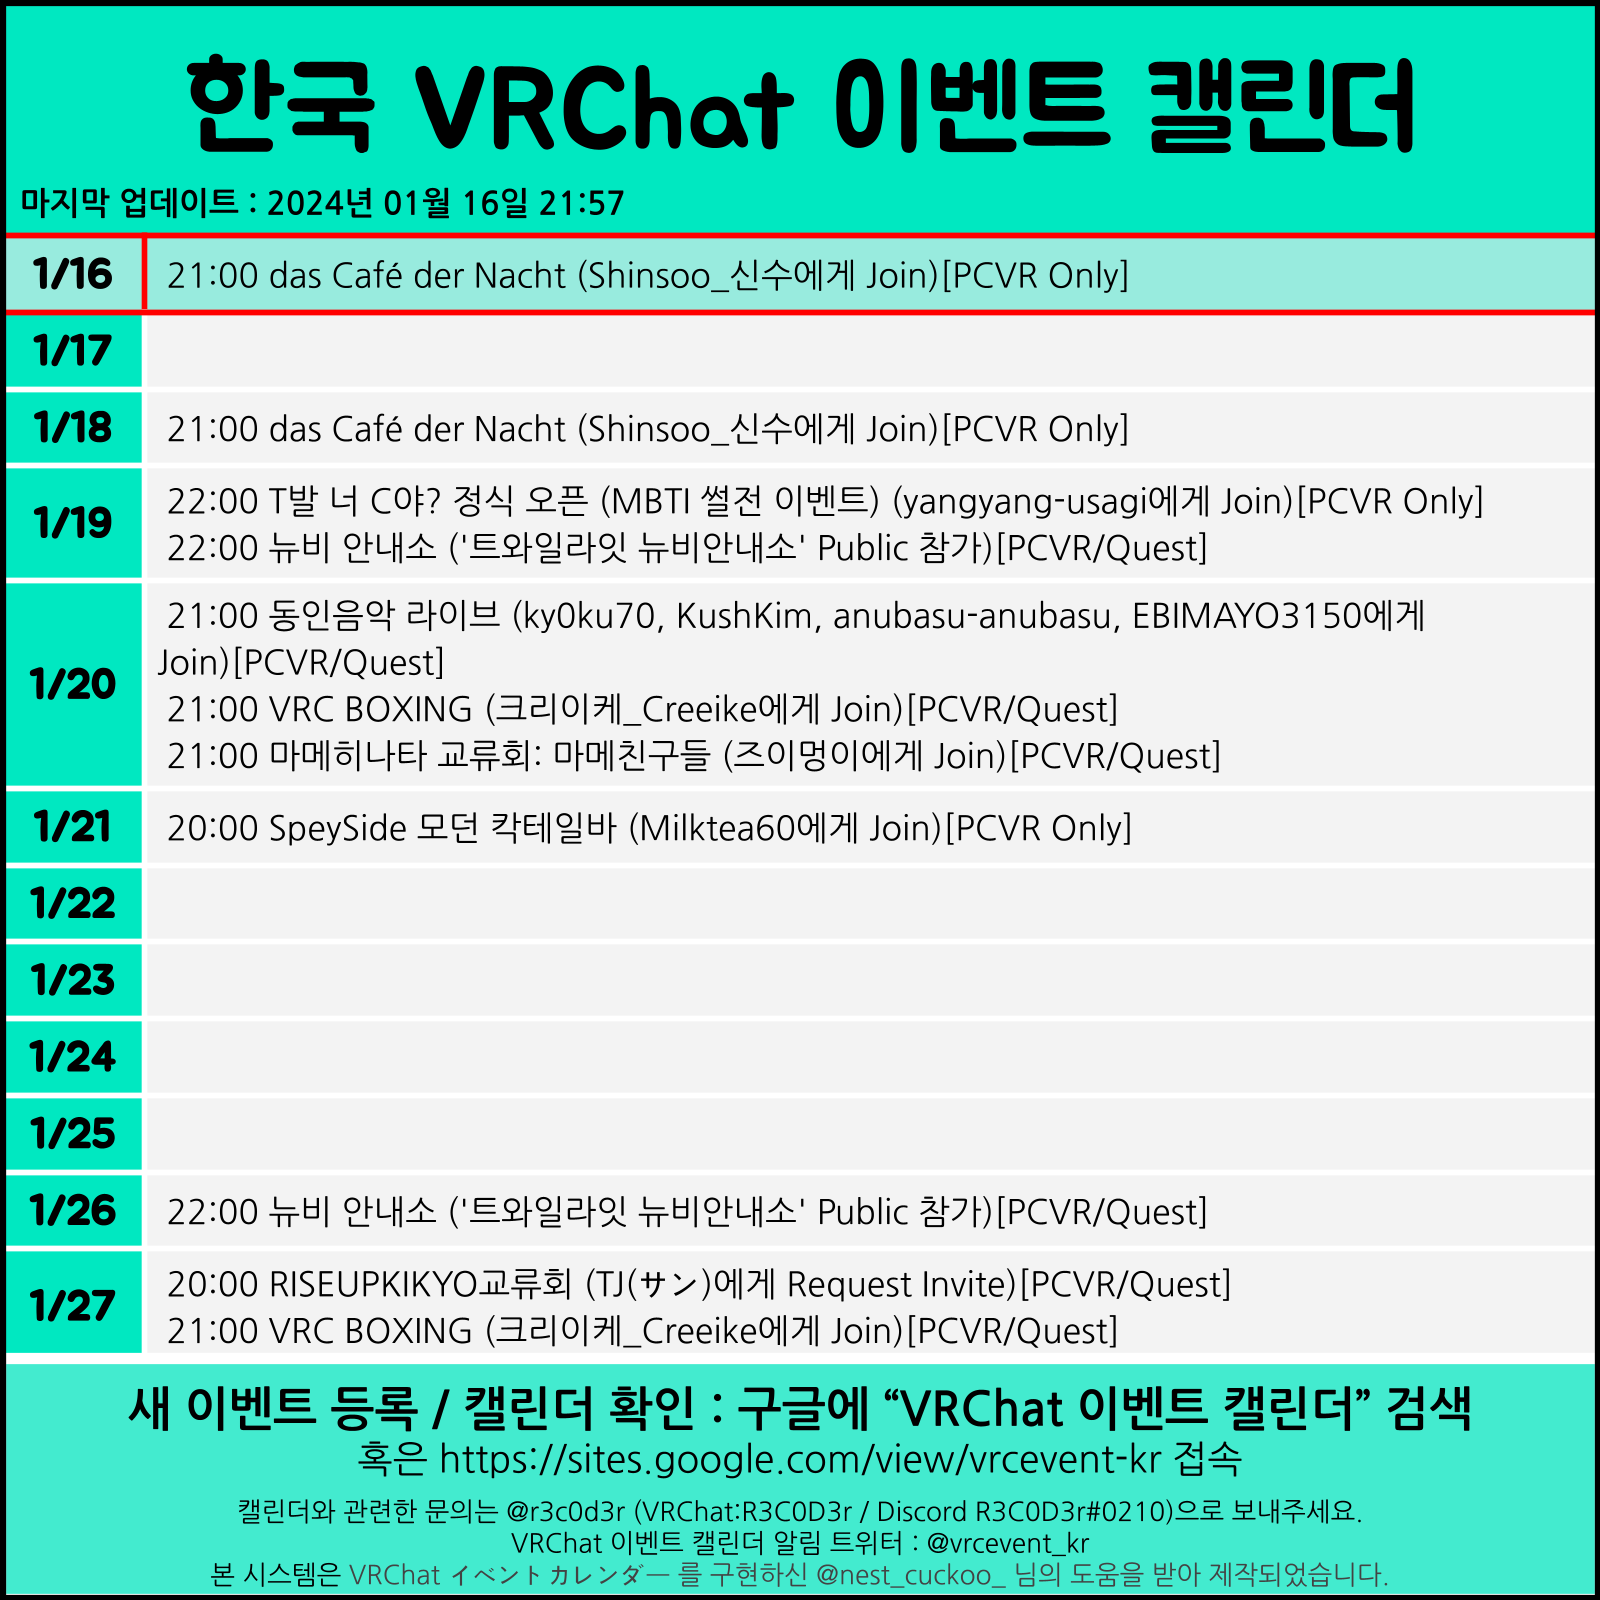 한국 VRChat 이벤트 캘린더
마지막 업데이트 : 2024년 01월 16일 21:57
1/16 21:00 das Café der Nacht (Shinsoo_신수에게 Join)[PCVR Only]
1/17
1/18 21:00 das Café der Nacht (Shinsoo_신수에게 Join)[PCVR Only]
1/19 22:00 T발 너 C야? 정식 오픈 (MBTI 썰전 이벤트) (yangyang-usagi에게 Join)[PCVR Only]
22:00 뉴비 안내소 ('트와일라잇 뉴비안내소' Public 참가)[PCVR/Quest]
1/20 21:00 동인음악 라이브 (ky0ku70, KushKim, anubasu-anubasu, EBIMAYO3150에게
Join)[PCVR/Quest]
21:00 VRC BOXING (크리이케_Creeike에게 Join)[PCVR/Quest]
21:00 마메히나타 교류회: 마메친구들 (즈이멍이에게 Join)[PCVR/Quest]
1/21 20:00 SpeySide 모던 칵테일바 (Milktea60에게 Join)[PCVR Only]
1/22
1/23
1/24
1/25
1/26 22:00 뉴비 안내소 ('트와일라잇 뉴비안내소' Public 참가)[PCVR/Quest]
1/27 20:00 RISEUPKIKYO교류회 (TJ(サン)에게 Request Invite)[PCVR/Quest]
21:00 VRC BOXING (크리이케_Creeike에게 Join)[PCVR/Quest]
새 이벤트 등록 / 캘린더 확인 : 구글에 “VRChat 이벤트 캘린더” 검색
혹은 https://sites.google.com/view/vrcevent-kr 접속
캘린더와 관련한 문의는 @r3c0d3r (VRChat:R3C0D3r / Discord R3C0D3r#0210)으로 보내주세요.
VRChat 이벤트 캘린더 알림 트위터 : @vrcevent_kr
본 시스템은 VRChat イベントカレンダー 를 구현하신 @nest_cuckoo_ 님의 도움을 받아 제작되었습니다.